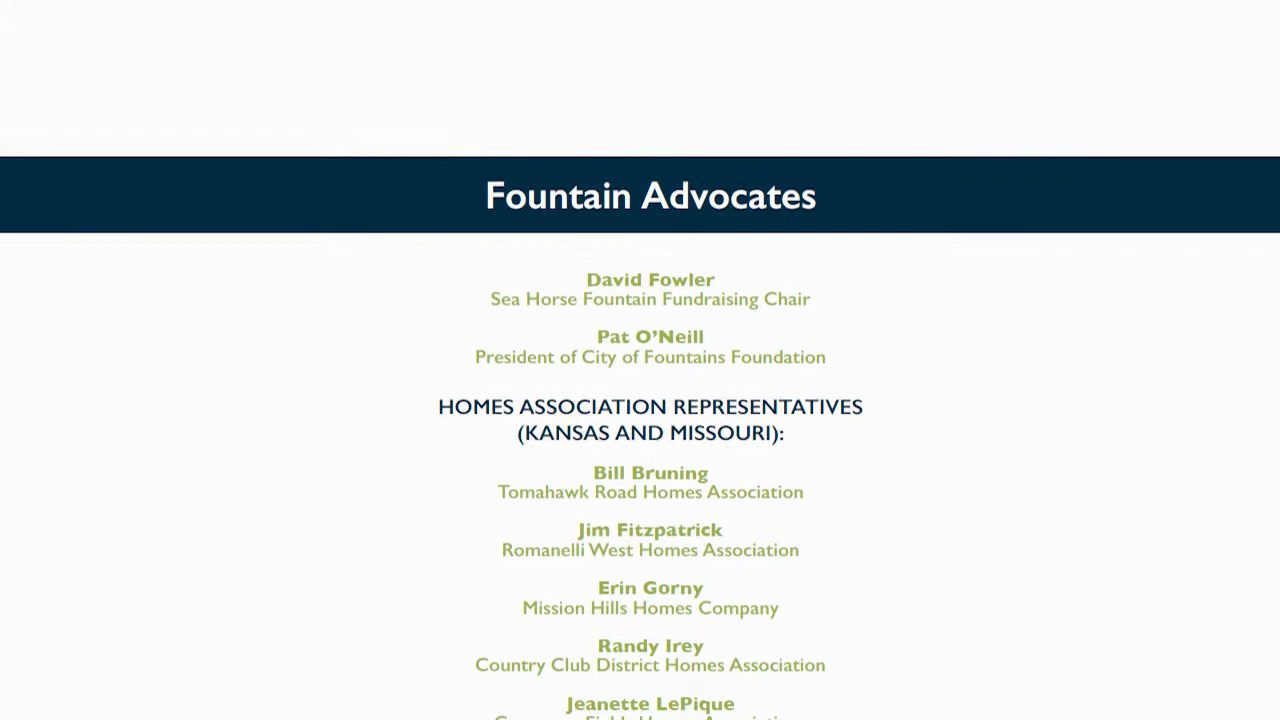 Fountain Advocates
David Fowler
Sea Horse Fountain Fundraising Chair
Pat O’Neill
President of City of Fountains Foundation
HOMES ASSOCIATION REPRESENTATIVES
(KANSAS AND MISSOURI):
Bill Bruning
Tomahawk Road Homes Association
Jim Fitzpatrick
Romanelli West Homes Association
Erin Gorny
Mission Hills Homes Company
Randy Irey
Country Club District Homes Association
Jeanette LePique